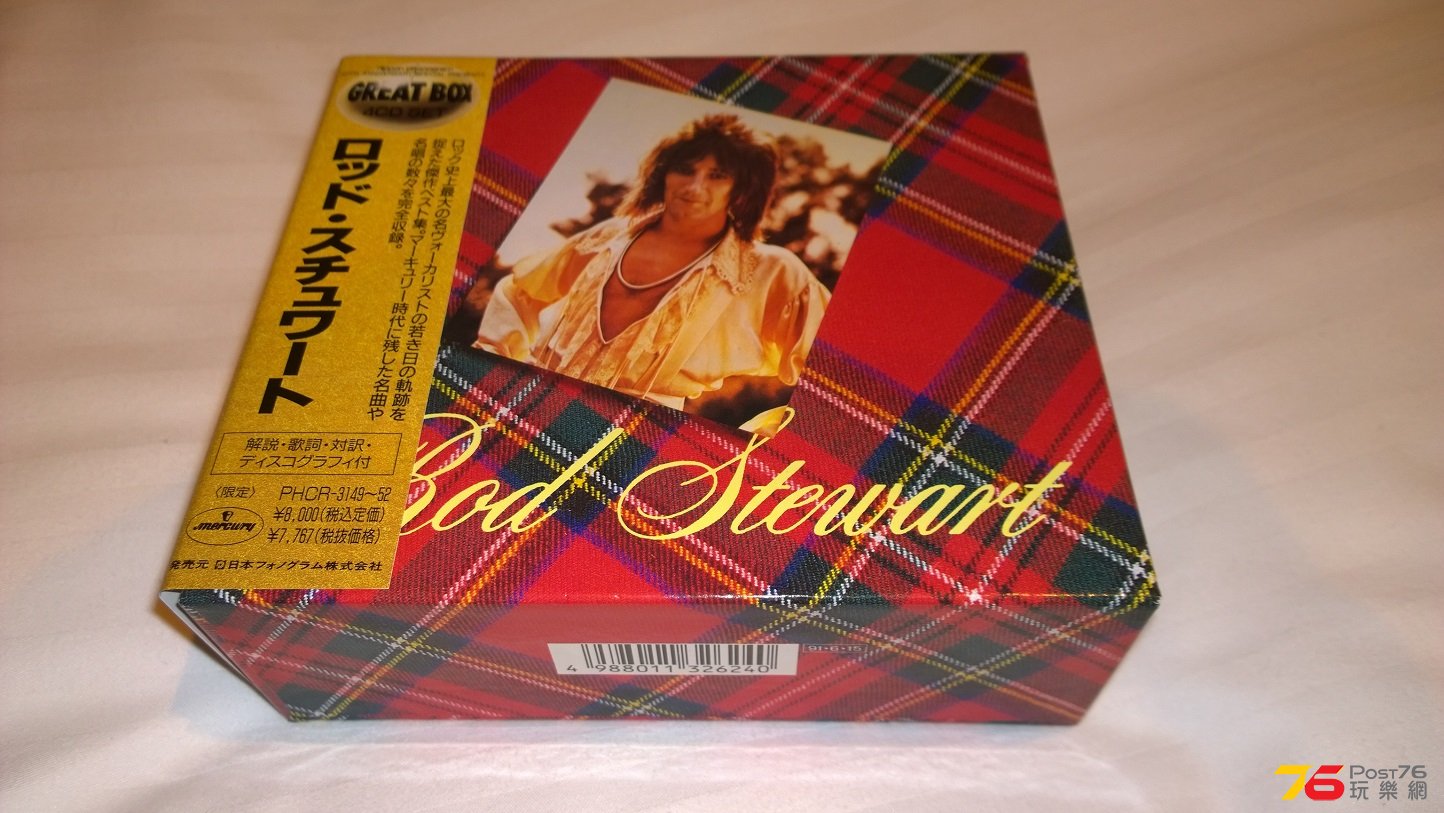 GREAT BOX
4CD SET
ロッド・スチュワート
ロック史上最大の名ヴォーカリストの若き日の軌跡を
捉えた傑作ベスト集。マーキュリー時代に残した名曲や
名唱の数々を完全収録。
解説・歌詞・対訳・
ディスコグラフィ付
〈限定〉 PHCR-3149〜52
mercury
¥8,000(税込定価)
¥7,767(税抜価格)
発売元 日本フォノグラム株式会社
Rod Stewart
4 988011 326240
91・6・15
76 POST76
玩樂網